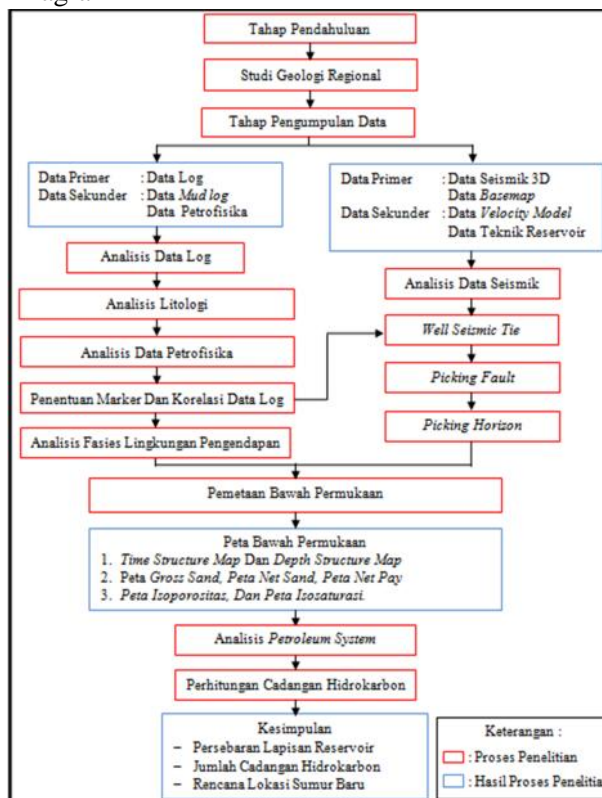 Tahap Pendahuluan
Studi Geologi Regional
Tahap Pengumpulan Data
Data Primer : Data Log
Data Sekunder : Data Mud log
Data Petrofisika
Analisis Data Log
Analisis Litologi
Analisis Data Petrofisika
Penentuan Marker Dan Korelasi Data Log
Analisis Fasies Lingkungan Pengendapan
Data Primer : Data Seismik 3D
Data Basemap
Data Sekunder : Data Velocity Model
Data Teknik Reservoir
Analisis Data Seismik
Well Seismic Tie
Picking Fault
Picking Horizon
Pemetaan Bawah Permukaan
Peta Bawah Permukaan
1. Time Structure Map Dan Depth Structure Map
2. Peta Gross Sand, Peta Net Sand, Peta Net Pay
3. Peta Isoporositas, Dan Peta Isosaturasi.
Analisis Petroleum System
Perhitungan Cadangan Hidrokarbon
Kesimpulan
– Persebaran Lapisan Reservoir
– Jumlah Cadangan Hidrokarbon
– Rencana Lokasi Sumur Baru
Keterangan :
: Proses Penelitian
: Hasil Proses Penelitia